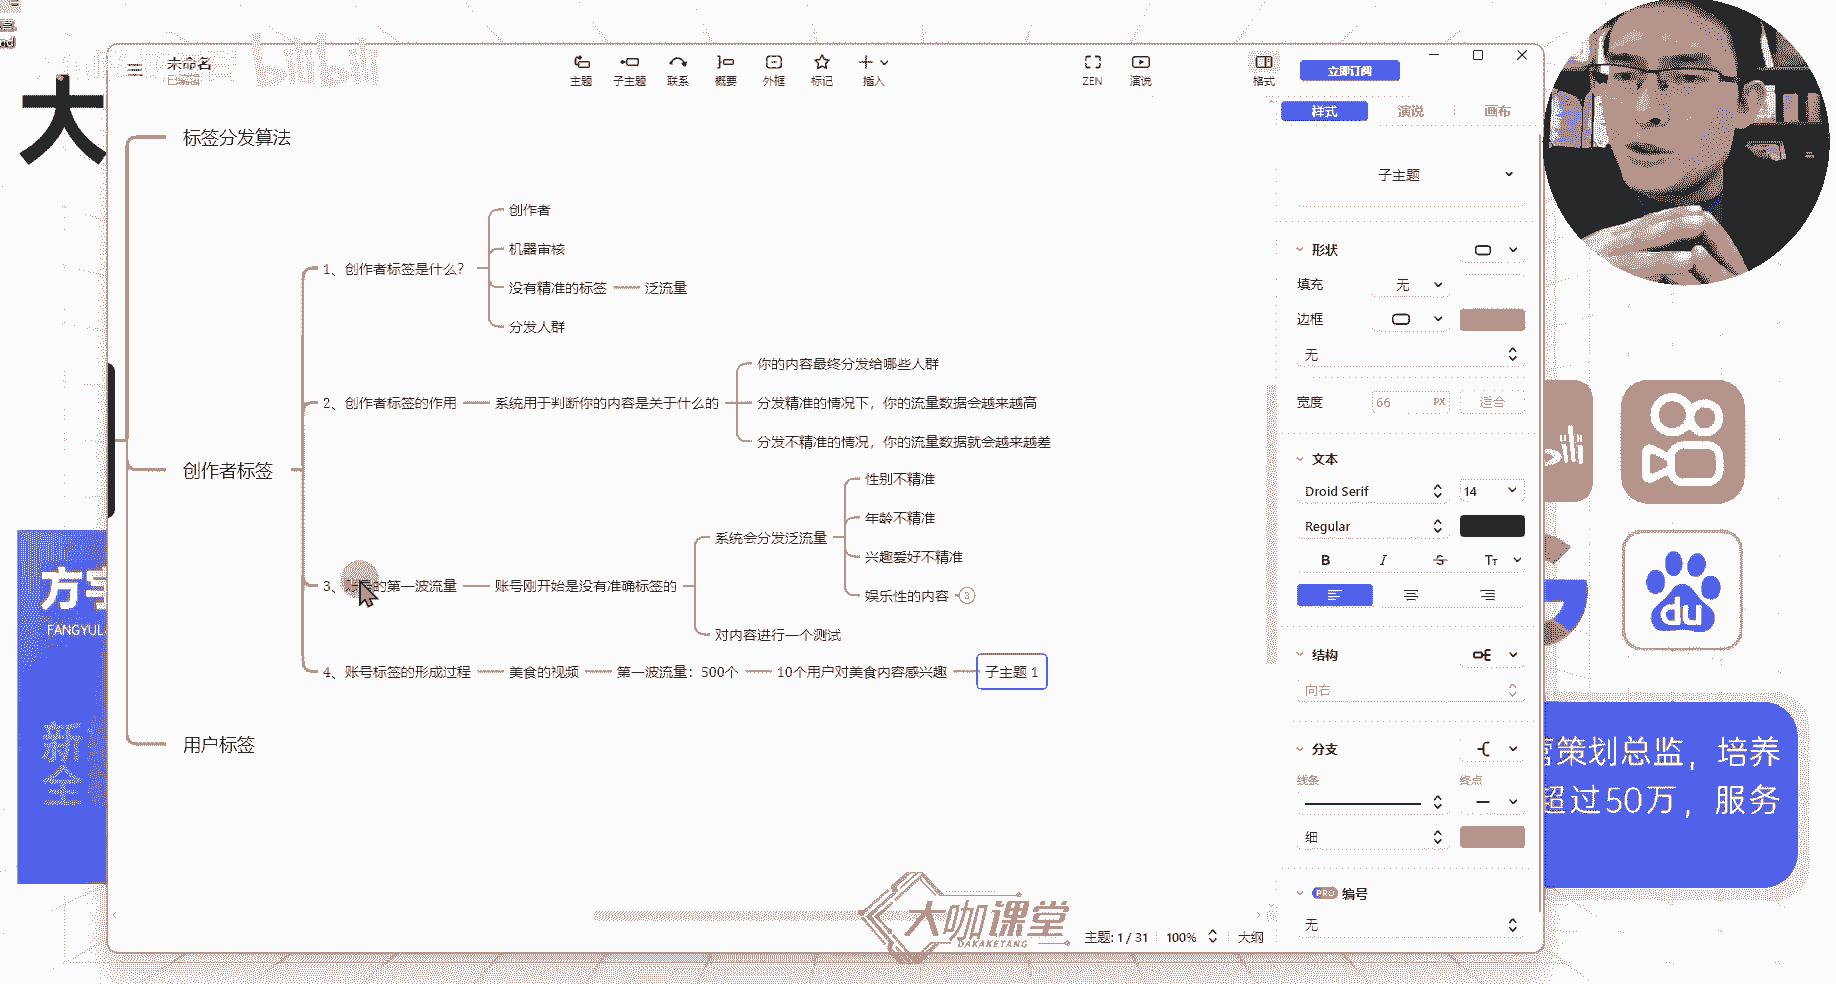 大
bilibili
未命名
已编辑
主题
子主题
联系
概要
外框
标记
插入
ZEN
演说
格式
立即订阅
样式
演说
画布
标签分发算法
创作者
机器审核
1、创作者标签是什么？
没有精准的标签
泛流量
分发人群
你的内容最终分发给哪些人群
2、创作者标签的作用
系统用于判断你的内容是关于什么的
分发精准的情况下，你的流量数据会越来越高
分发不精准的情况，你的流量数据就会越来越差
创作者标签
性别不精准
年龄不精准
系统会分发泛流量
兴趣爱好不精准
3、账号的第一波流量
账号刚开始是没有准确标签的
娱乐性的内容
3
对内容进行一个测试
4、账号标签的形成过程
美食的视频
第一波流量：500个
10个用户对美食内容感兴趣
子主题 1
用户标签
子主题
形状
填充
无
边框
无
宽度
66
PX
适合
文本
Droid Serif
14
Regular
B
I
S
TT
结构
向右
分支
线条
终点
细
PRO
编号
无
主题: 1 / 31
100%
大纲
大咖课堂
DAKAKETANG
方宇
FANGYULA
新
全
du
营策划总监，培养
超过50万，服务